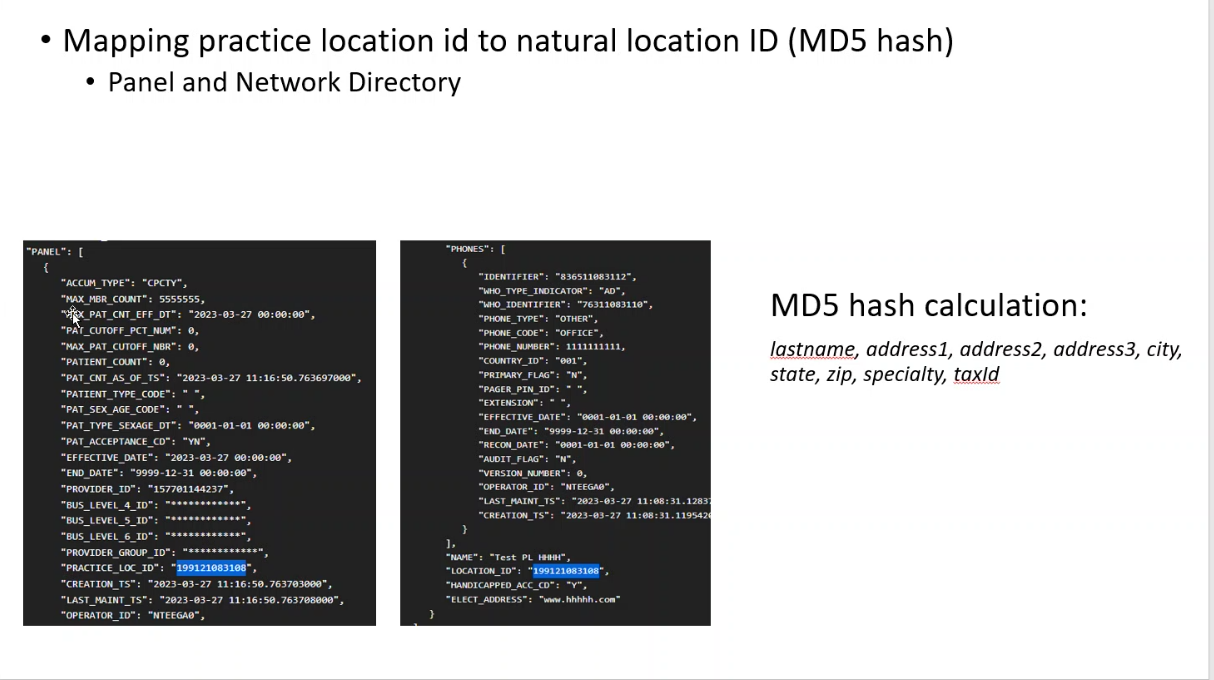 • Mapping practice location id to natural location ID (MD5 hash)
• Panel and Network Directory
"PANEL": [
{
"ACCUM_TYPE": "CPCTY",
"MAX_MBR_COUNT": 5555555,
"MAX_PAT_CNT_EFF_DT": "2023-03-27 00:00:00",
"PAT_CUTOFF_PCT_NUM": 0,
"MAX_PAT_CUTOFF_NBR": 0,
"PATIENT_COUNT": 0,
"PAT_CNT_AS_OF_TS": "2023-03-27 11:16:50.763697000",
"PATIENT_TYPE_CODE": " ",
"PAT_SEX_AGE_CODE": " ",
"PAT_TYPE_SEXAGE_DT": "0001-01-01 00:00:00",
"PAT_ACCEPTANCE_CD": "YN",
"EFFECTIVE_DATE": "2023-03-27 00:00:00",
"END_DATE": "9999-12-31 00:00:00",
"PROVIDER_ID": "157701144237",
"BUS_LEVEL_4_ID": "************",
"BUS_LEVEL_5_ID": "************",
"BUS_LEVEL_6_ID": "************",
"PROVIDER_GROUP_ID": "************",
"PRACTICE_LOC_ID": "199121083108",
"CREATION_TS": "2023-03-27 11:16:50.763703000",
"LAST_MAINT_TS": "2023-03-27 11:16:50.763708000",
"OPERATOR_ID": "NTEEGA0",
"PHONES": [
{
"IDENTIFIER": "836511083112",
"WHO_TYPE_INDICATOR": "AD",
"WHO_IDENTIFIER": "76311083110",
"PHONE_TYPE": "OTHER",
"PHONE_CODE": "OFFICE",
"PHONE_NUMBER": 1111111111,
"COUNTRY_ID": "001",
"PRIMARY_FLAG": "N",
"PAGER_PIN_ID": " ",
"EXTENSION": " ",
"EFFECTIVE_DATE": "0001-01-01 00:00:00",
"END_DATE": "9999-12-31 00:00:00",
"RECON_DATE": "0001-01-01 00:00:00",
"AUDIT_FLAG": "N",
"VERSION_NUMBER": 0,
"OPERATOR_ID": "NTEEGA0",
"LAST_MAINT_TS": "2023-03-27 11:08:31.12837
"CREATION_TS": "2023-03-27 11:08:31.1195420
}
],
"NAME": "Test PL HHHH",
"LOCATION_ID": "199121083108",
"HANDICAPPED_ACC_CD": "Y",
"ELECT_ADDRESS": "www.hhhhh.com"
}
MD5 hash calculation:
lastname, address1, address2, address3, city,
state, zip, specialty, taxId